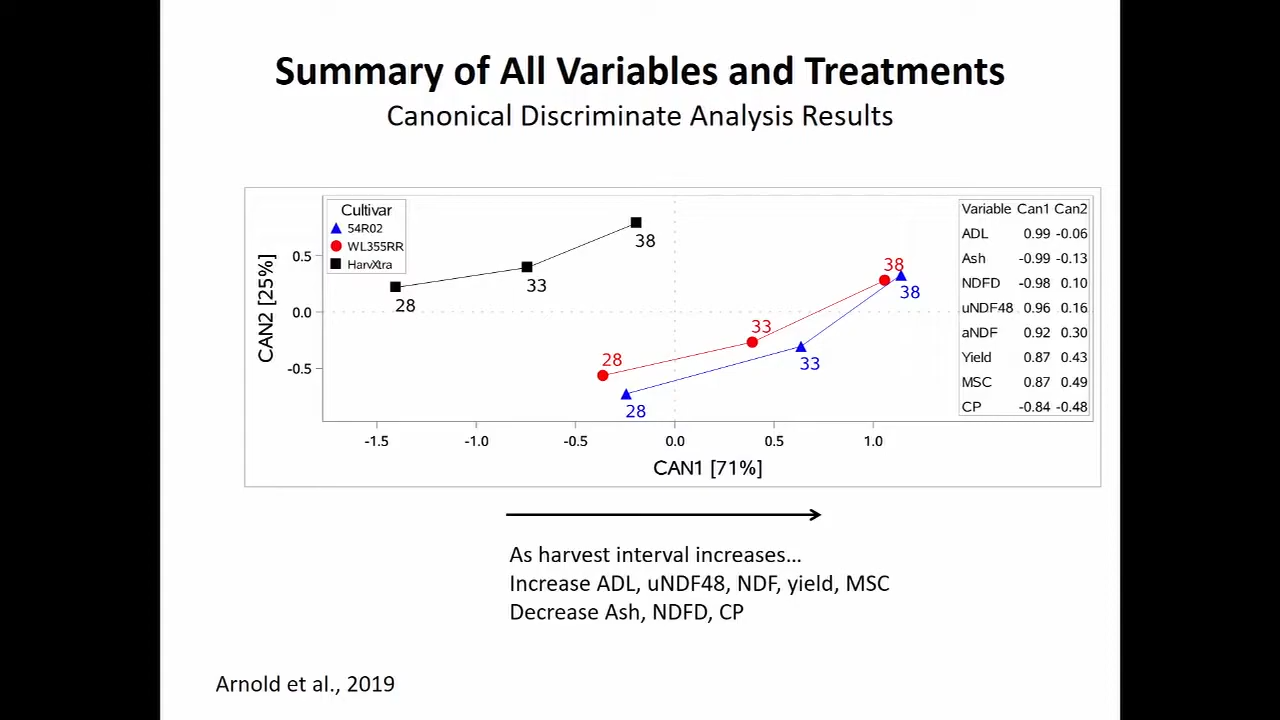 Summary of All Variables and Treatments
Canonical Discriminate Analysis Results
Cultivar
54R02
WL355RR
HarvXtra
CAN2 [25%]
0.5
0.0
-0.5
28
33
38
28
33
38
28
33
38
Variable Can1 Can2
ADL 0.99 -0.06
Ash -0.99 -0.13
NDFD -0.98 0.10
uNDF48 0.96 0.16
aNDF 0.92 0.30
Yield 0.87 0.43
MSC 0.87 0.49
CP -0.84 -0.48
-1.5 -1.0 -0.5 0.0 0.5 1.0
CAN1 [71%]
As harvest interval increases…
Increase ADL, uNDF48, NDF, yield, MSC
Decrease Ash, NDFD, CP
Arnold et al., 2019